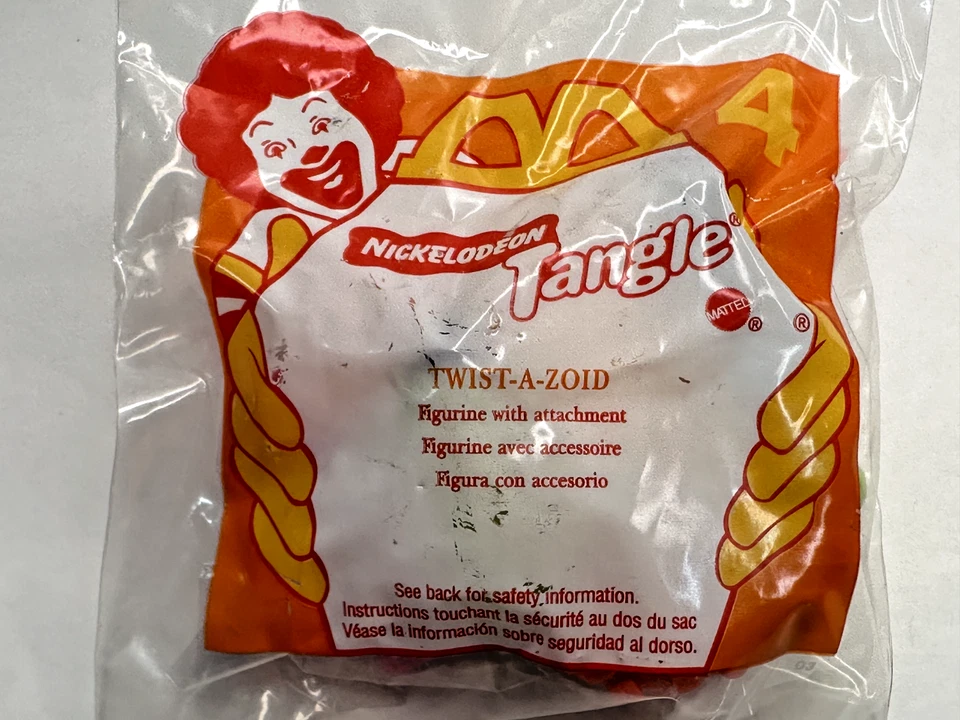 4
NICKELODEON
Tangle®
MATTEL
® ®
TWIST-A-ZOID
Figurine with attachment
Figurine avec accessoire
Figura con accesorio
See back for safety information.
Instructions touchant la sécurité au dos du sac
Véase la información sobre seguridad al dorso.
03